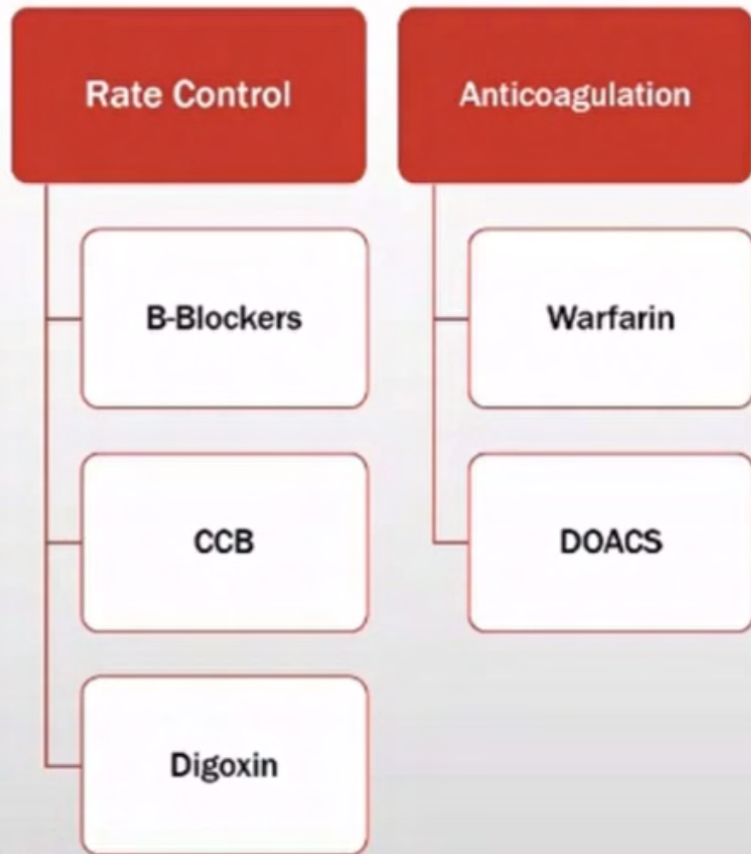 Rate Control
B-Blockers
CCB
Digoxin
Anticoagulation
Warfarin
DOACS